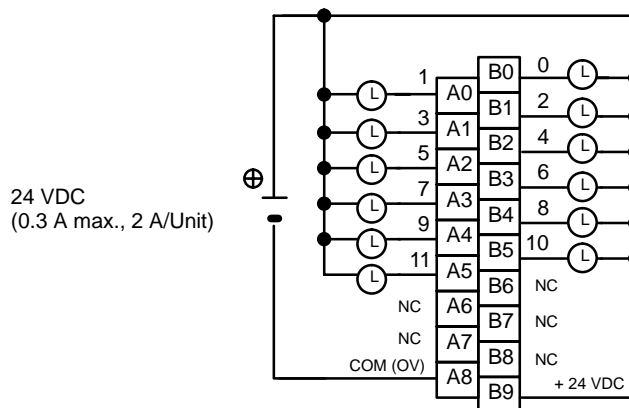 0
B0
L
1
L
A0
2
B1
L
3
L
A1
4
B2
L
5
L
A2
6
B3
L
7
L
A3
8
B4
L
9
L
A4
10
B5
L
11
L
A5
B6
NC
NC
A6
B7
NC
NC
A7
B8
NC
COM (OV)
A8
B9
+ 24 VDC
24 VDC
(0.3 A max., 2 A/Unit)